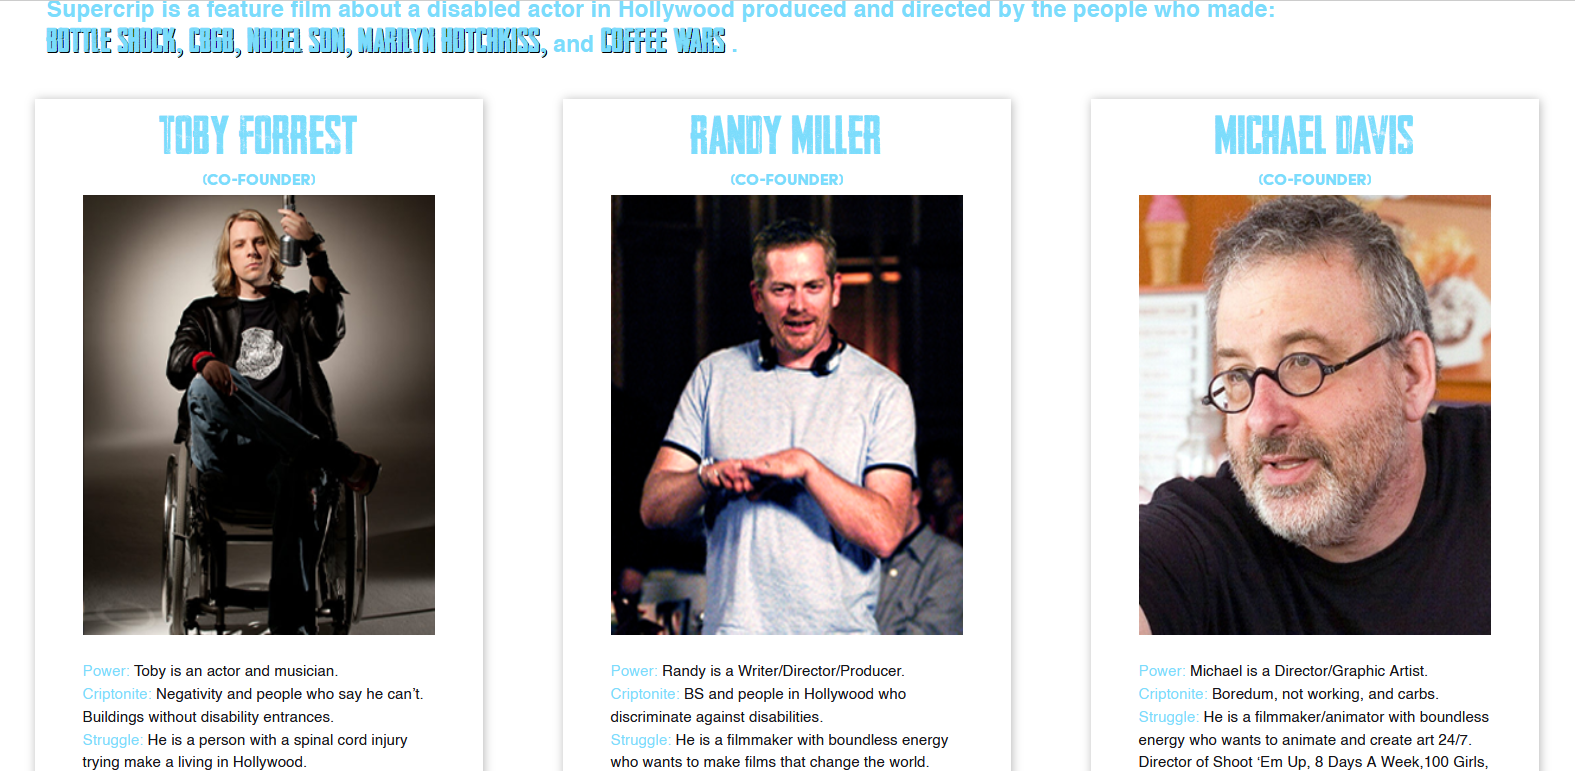 Supercrip is a feature film about a disabled actor in Hollywood produced and directed by the people who made:
BOTTLE SHOCK, CBGB, NOBEL SON, MARILYN HOTCHKISS, and COFFEE WARS .
TOBY FORREST
(CO-FOUNDER)
Power: Toby is an actor and musician.
Criptonite: Negativity and people who say he can’t.
Buildings without disability entrances.
Struggle: He is a person with a spinal cord injury
trying make a living in Hollywood.
RANDY MILLER
(CO-FOUNDER)
Power: Randy is a Writer/Director/Producer.
Criptonite: BS and people in Hollywood who
discriminate against disabilities.
Struggle: He is a filmmaker with boundless energy
who wants to make films that change the world.
MICHAEL DAVIS
(CO-FOUNDER)
Power: Michael is a Director/Graphic Artist.
Criptonite: Boredum, not working, and carbs.
Struggle: He is a filmmaker/animator with boundless
energy who wants to animate and create art 24/7.
Director of Shoot ‘Em Up, 8 Days A Week,100 Girls,